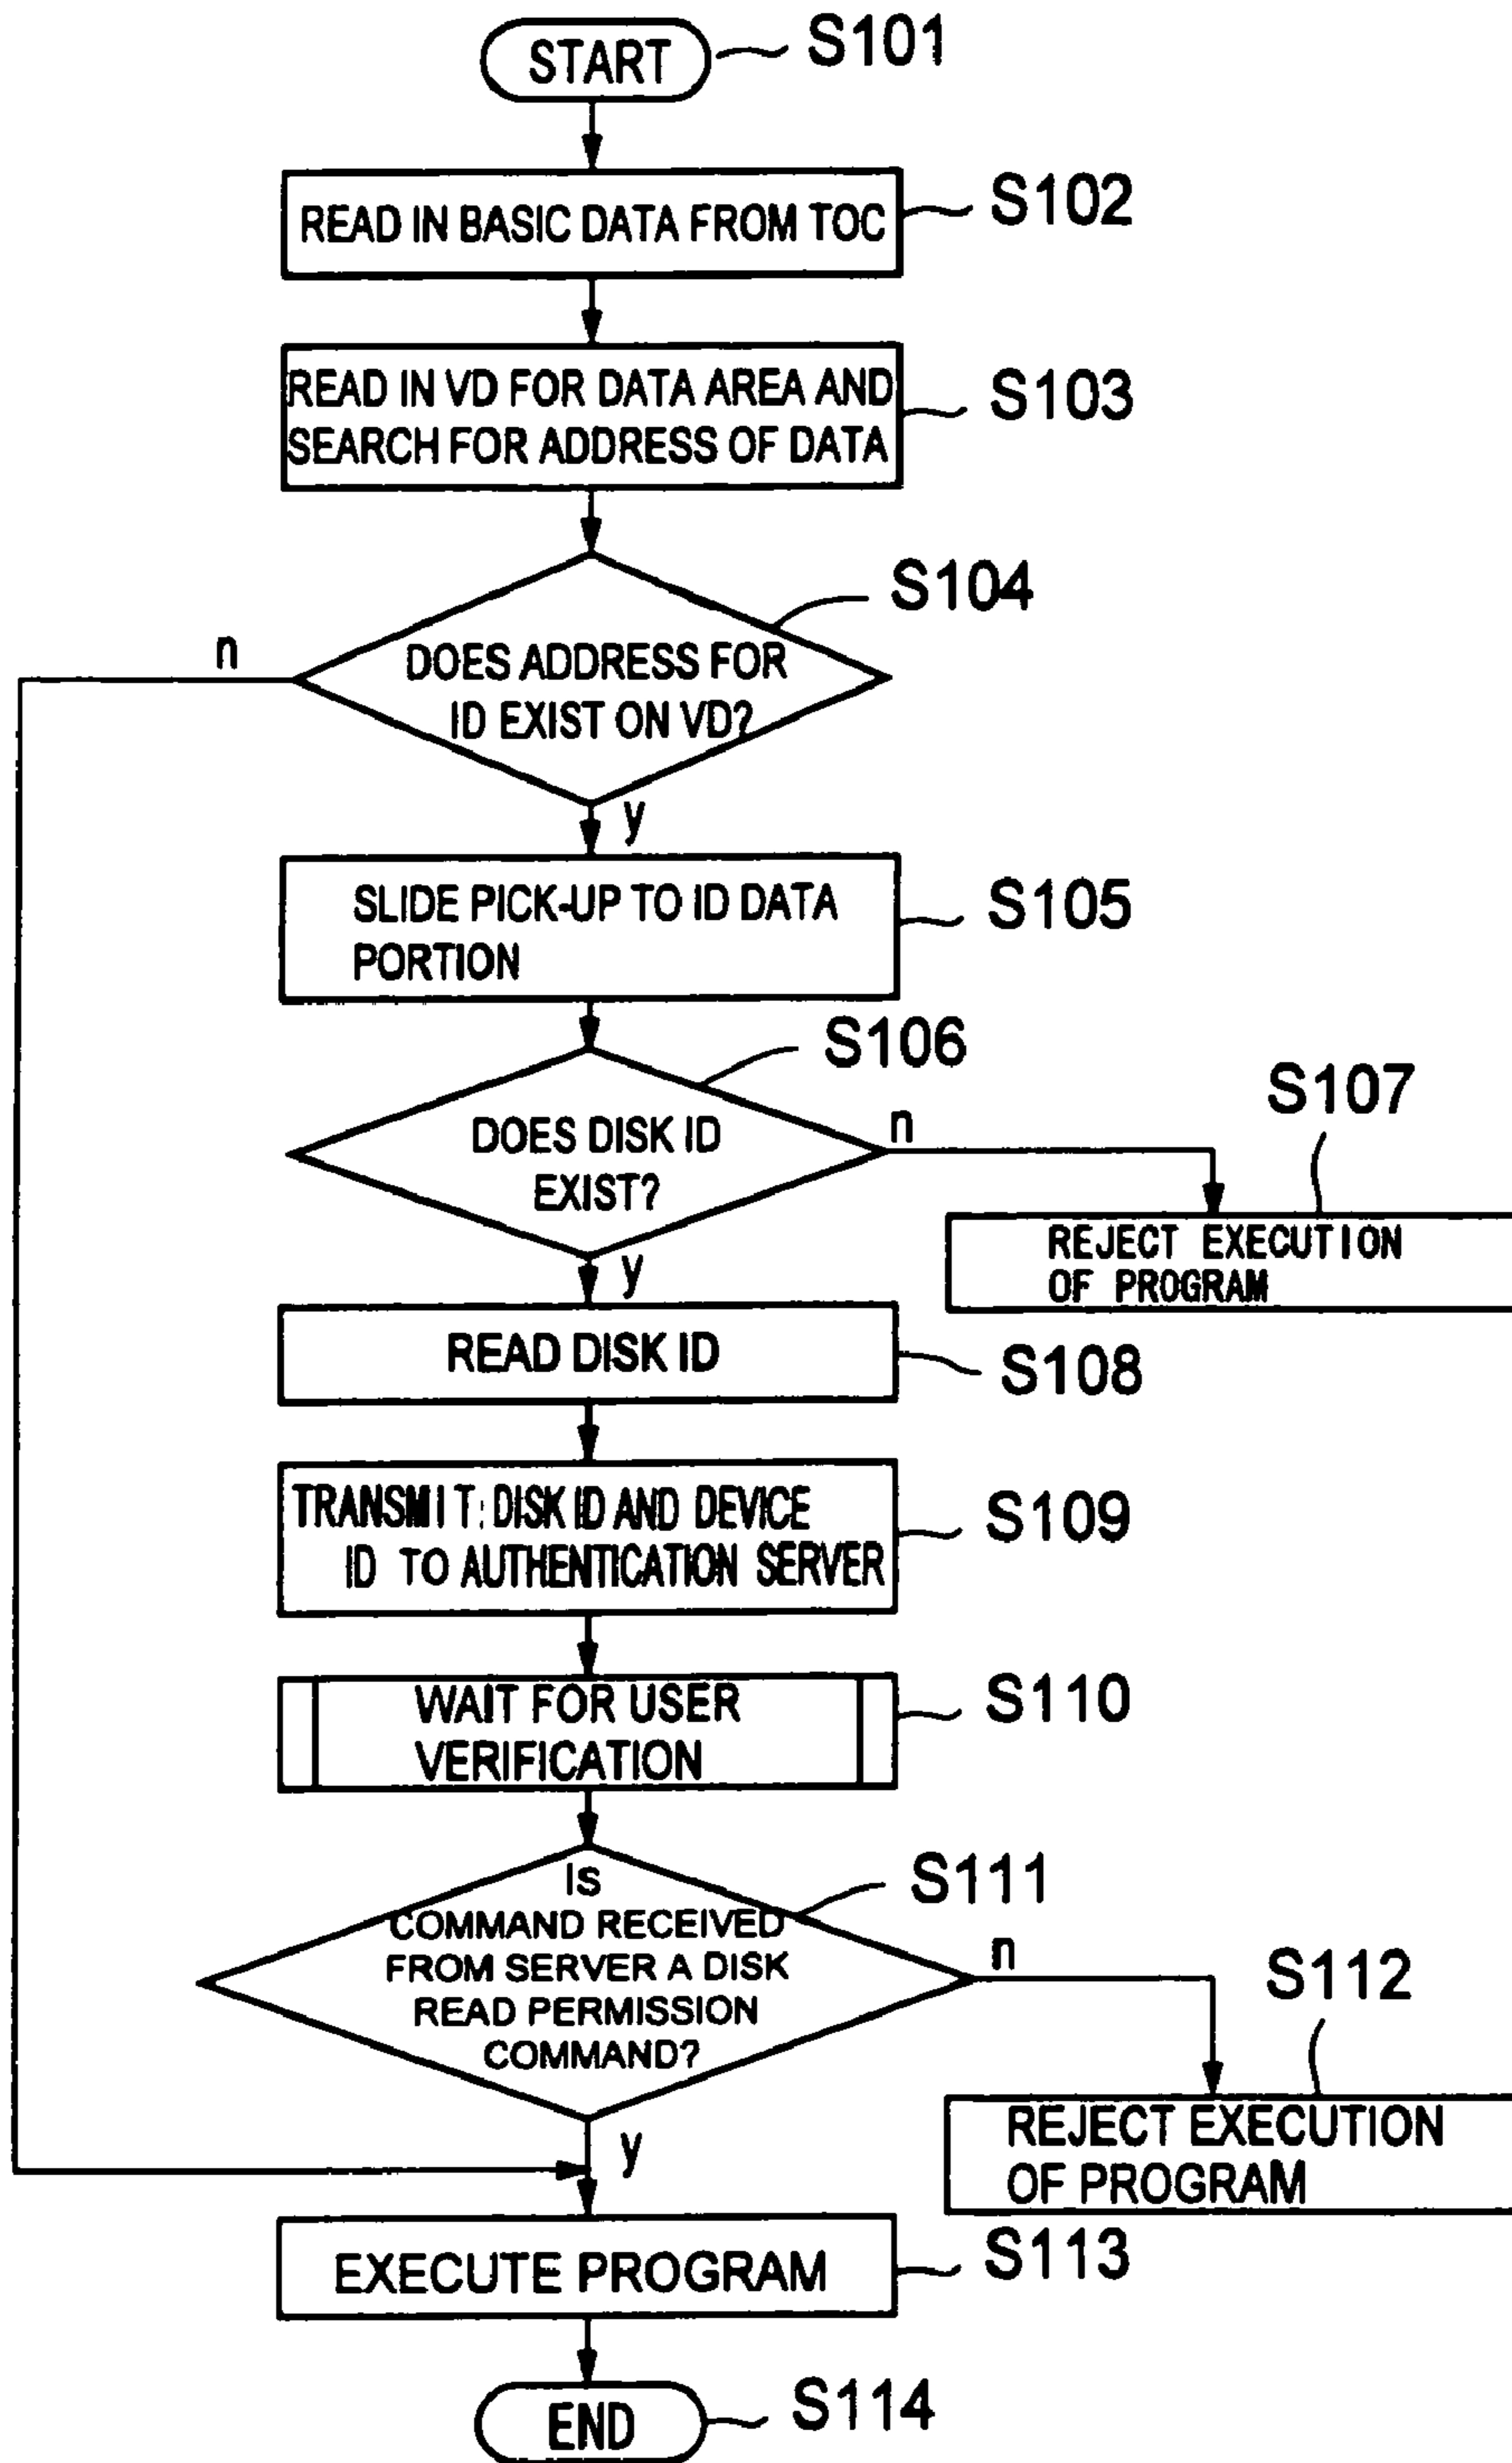 START
S101
READ IN BASIC DATA FROM TOC
S102
READ IN VD FOR DATA AREA AND
SEARCH FOR ADDRESS OF DATA
S103
S104
n
DOES ADDRESS FOR
ID EXIST ON VD?
y
SLIDE PICK-UP TO ID DATA
PORTION
S105
S106
DOES DISK ID
EXIST?
n
S107
REJECT EXECUTION
OF PROGRAM
y
READ DISK ID
S108
TRANSMIT: DISK ID AND DEVICE
ID TO AUTHENTICATION SERVER
S109
WAIT FOR USER
VERIFICATION
S110
Is
COMMAND RECEIVED
FROM SERVER A DISK
READ PERMISSION
COMMAND?
S111
n
S112
REJECT EXECUTION
OF PROGRAM
y
EXECUTE PROGRAM
S113
END
S114